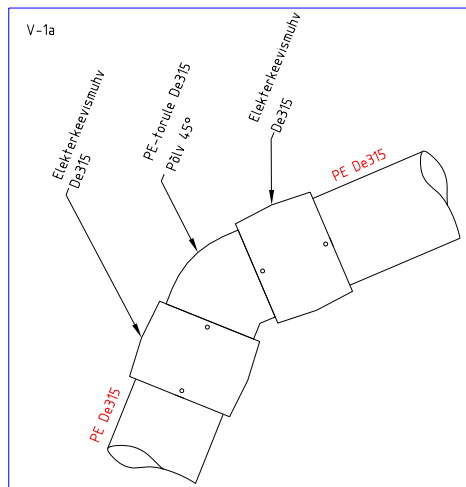 V-1a
Elekterkeevismuhv
De315
PE-torule De315
Põlv 45°
Elekterkeevismuhv
De315
PE De315
PE De315